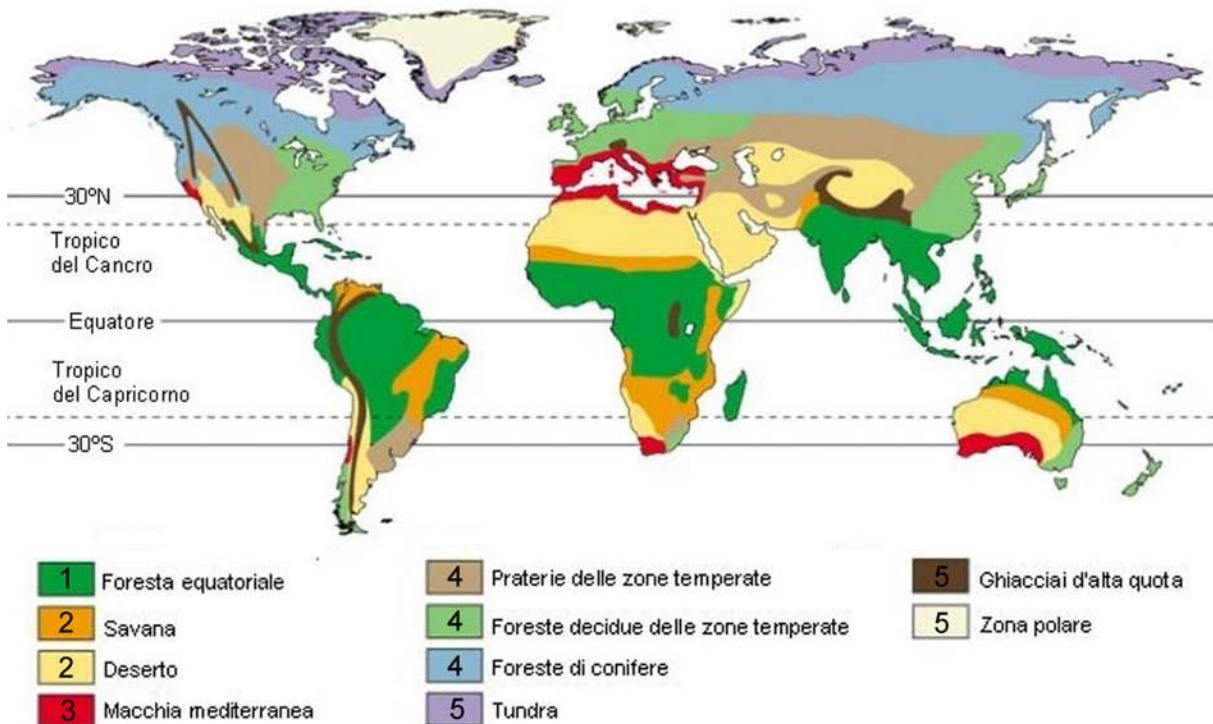 30ºN
Tropico
del Cancro
Equatore
Tropico
del Capricorno
30ºS
1 Foresta equatoriale
2 Savana
2 Deserto
3 Macchia mediterranea
4 Praterie delle zone temperate
4 Foreste decidue delle zone temperate
4 Foreste di conifere
5 Tundra
5 Ghiacciai d'alta quota
5 Zona polare